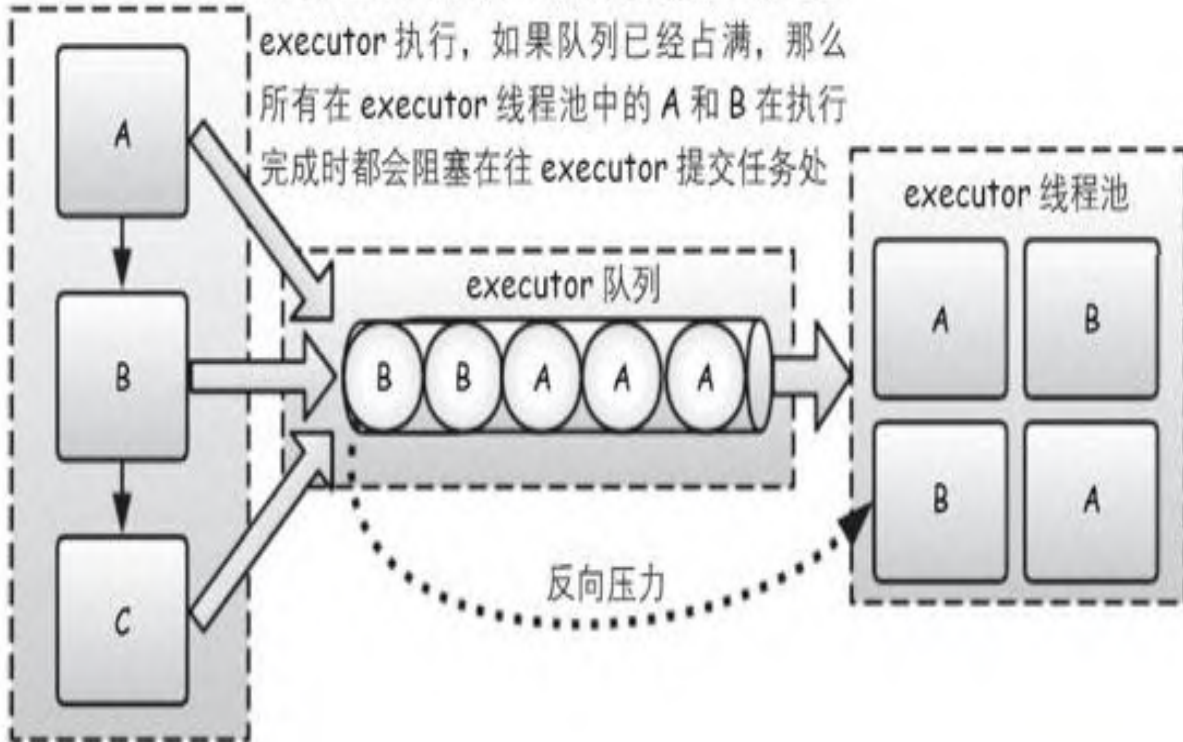 executor 执行，如果队列已经占满，那么
所有在 executor 线程池中的 A 和 B 在执行
完成时都会阻塞在往 executor 提交任务处
A
executor 线程池
executor 队列
A
B
B
B
B
A
A
A
B
A
反向压力
C